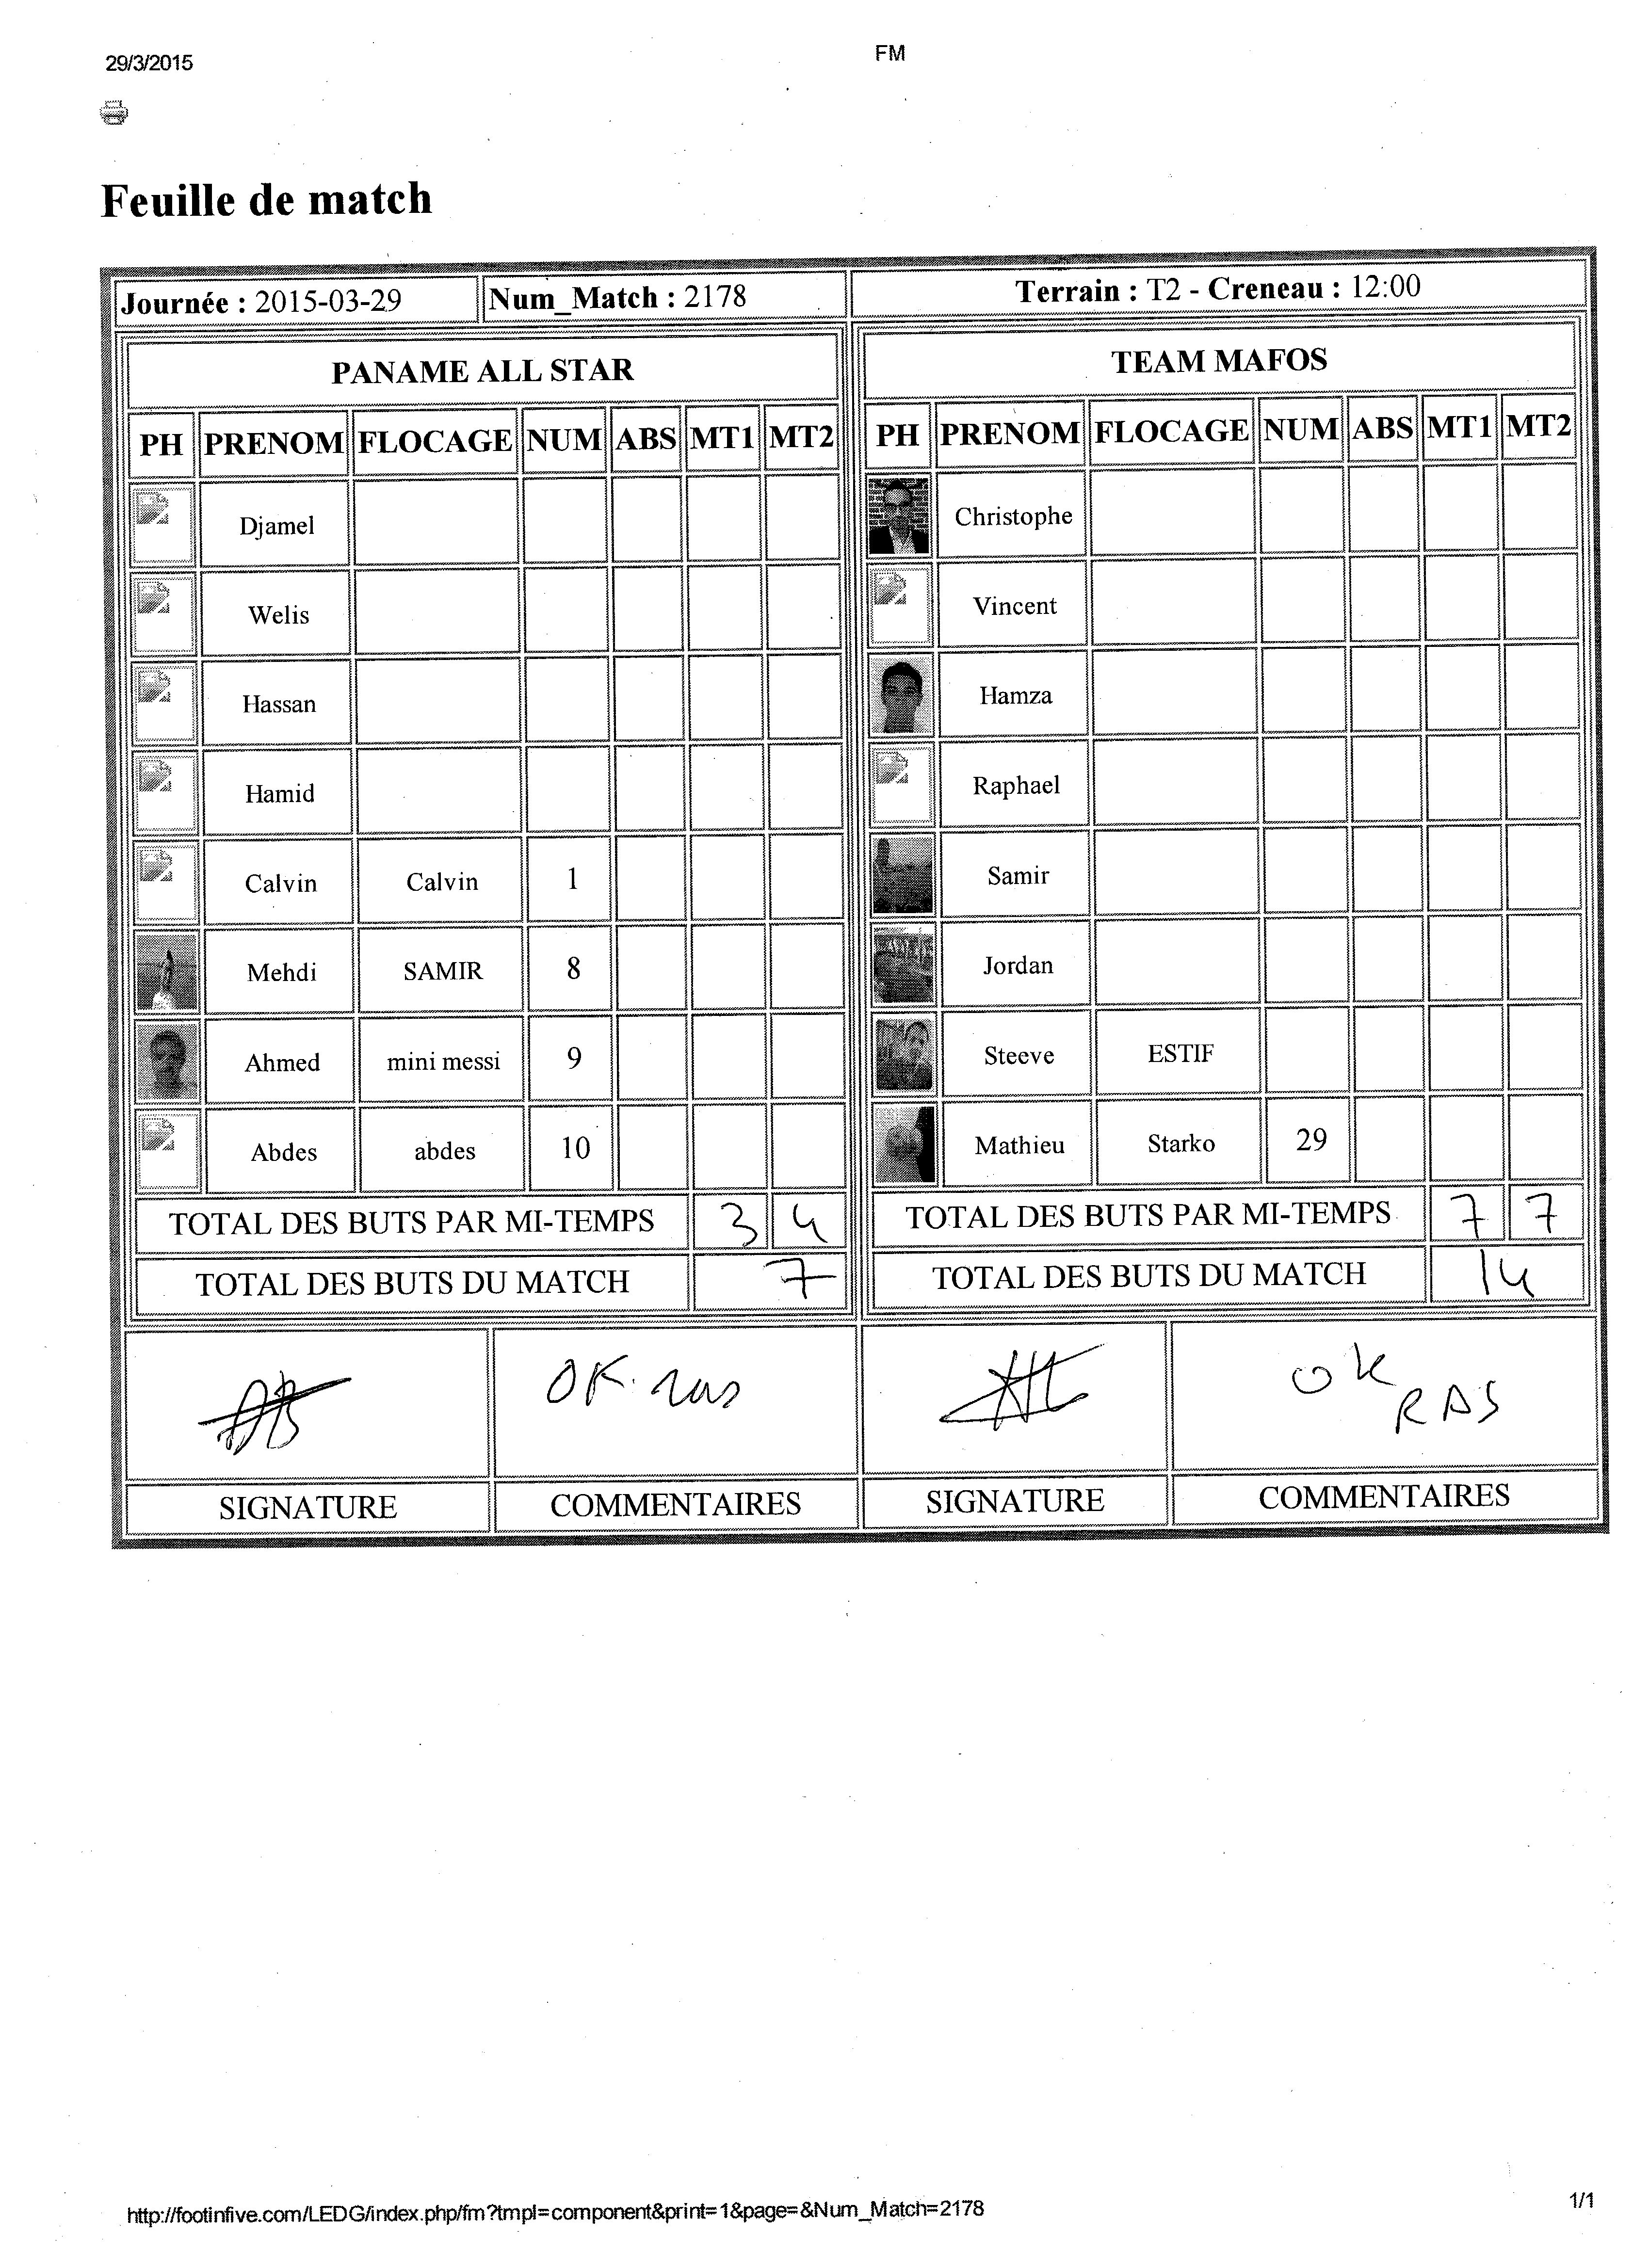 29/3/2015
FM
Feuille de match
Journée : 2015-03-29 Num_Match : 2178 Terrain : T2 - Creneau : 12:00
PANAME ALL STAR TEAM MAFOS
PH PRENOM FLOCAGE NUM ABS MT1 MT2 PH PRENOM FLOCAGE NUM ABS MT1 MT2
Djamel Christophe
Welis Vincent
Hassan Hamza
Hamid Raphael
Calvin Calvin 1 Samir
Mehdi SAMIR 8 Jordan
Ahmed mini messi 9 Steeve ESTIF
Abdes abdes 10 Mathieu Starko 29
TOTAL DES BUTS PAR MI-TEMPS 3 4 TOTAL DES BUTS PAR MI-TEMPS 7 7
TOTAL DES BUTS DU MATCH 7 TOTAL DES BUTS DU MATCH 14
OK. ras OK
RAS
SIGNATURE COMMENTAIRES SIGNATURE COMMENTAIRES
http://footinfive.com/LEDG/index.php/fm?tmpl=component&print=1&page=&Num_Match=2178 1/1